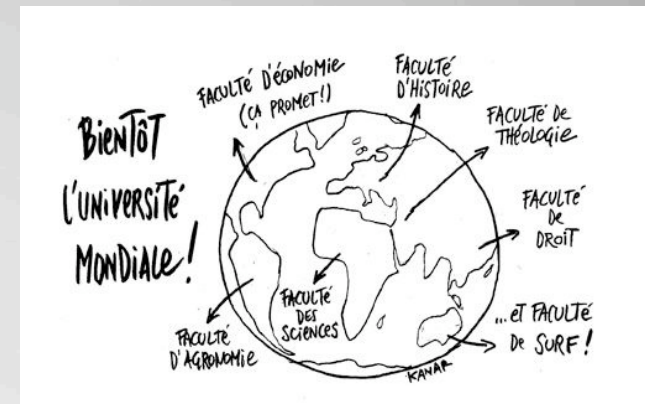 BIENTÔT
L'UNIVERSITÉ
MONDIALE!
FACULTÉ D'ÉCONOMIE
(ÇA PROMET!)
FACULTÉ
D'HISTOIRE
FACULTÉ DE
THÉOLOGIE
FACULTÉ
DE
DROIT
...ET FACULTÉ
DE SURF!
FACULTÉ
DES
SCIENCES
FACULTÉ
D'AGRONOMIE
KANAR